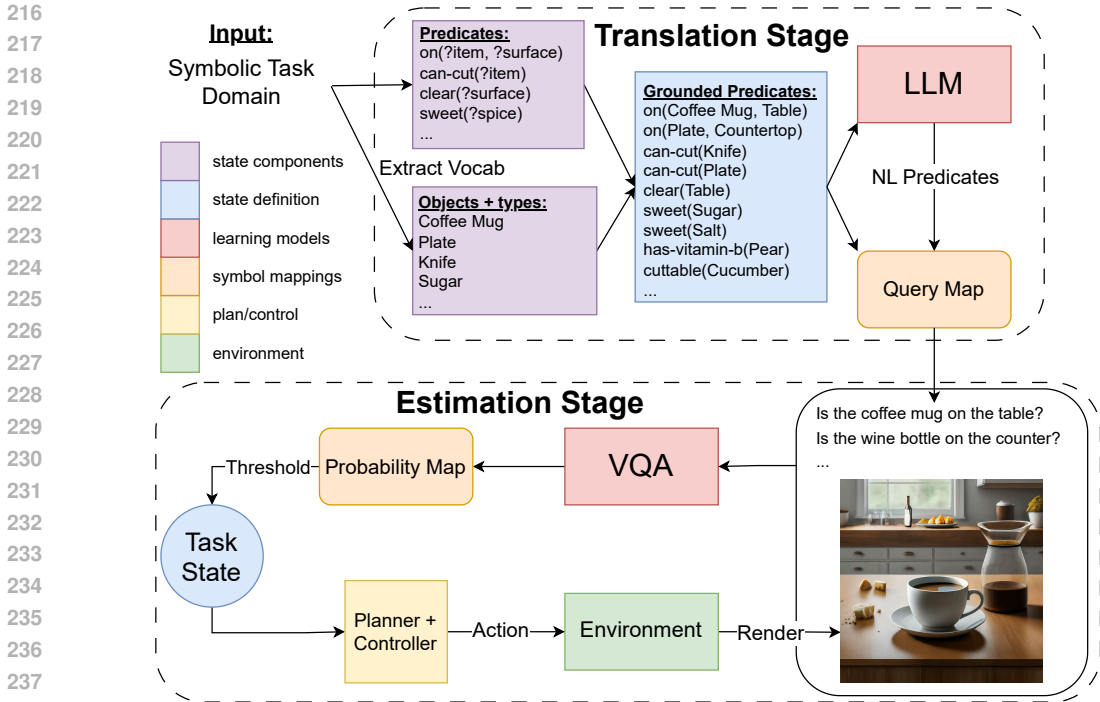 216
217
218
219
220
221
222
223
224
225
226
227
228
229
230
231
232
233
234
235
236
237
Input:
Symbolic Task
Domain
state components
state definition
learning models
symbol mappings
plan/control
environment
Translation Stage
Predicates:
on(?item, ?surface)
can-cut(?item)
clear(?surface)
sweet(?spice)
...
Extract Vocab
Objects + types:
Coffee Mug
Plate
Knife
Sugar
...
Grounded Predicates:
on(Coffee Mug, Table)
on(Plate, Countertop)
can-cut(Knife)
can-cut(Plate)
clear(Table)
sweet(Sugar)
sweet(Salt)
has-vitamin-b(Pear)
cuttable(Cucumber)
...
LLM
NL Predicates
Query Map
Estimation Stage
Is the coffee mug on the table?
Is the wine bottle on the counter?
...
VQA
Probability Map
Threshold
Task
State
Planner +
Controller
Action
Environment
Render